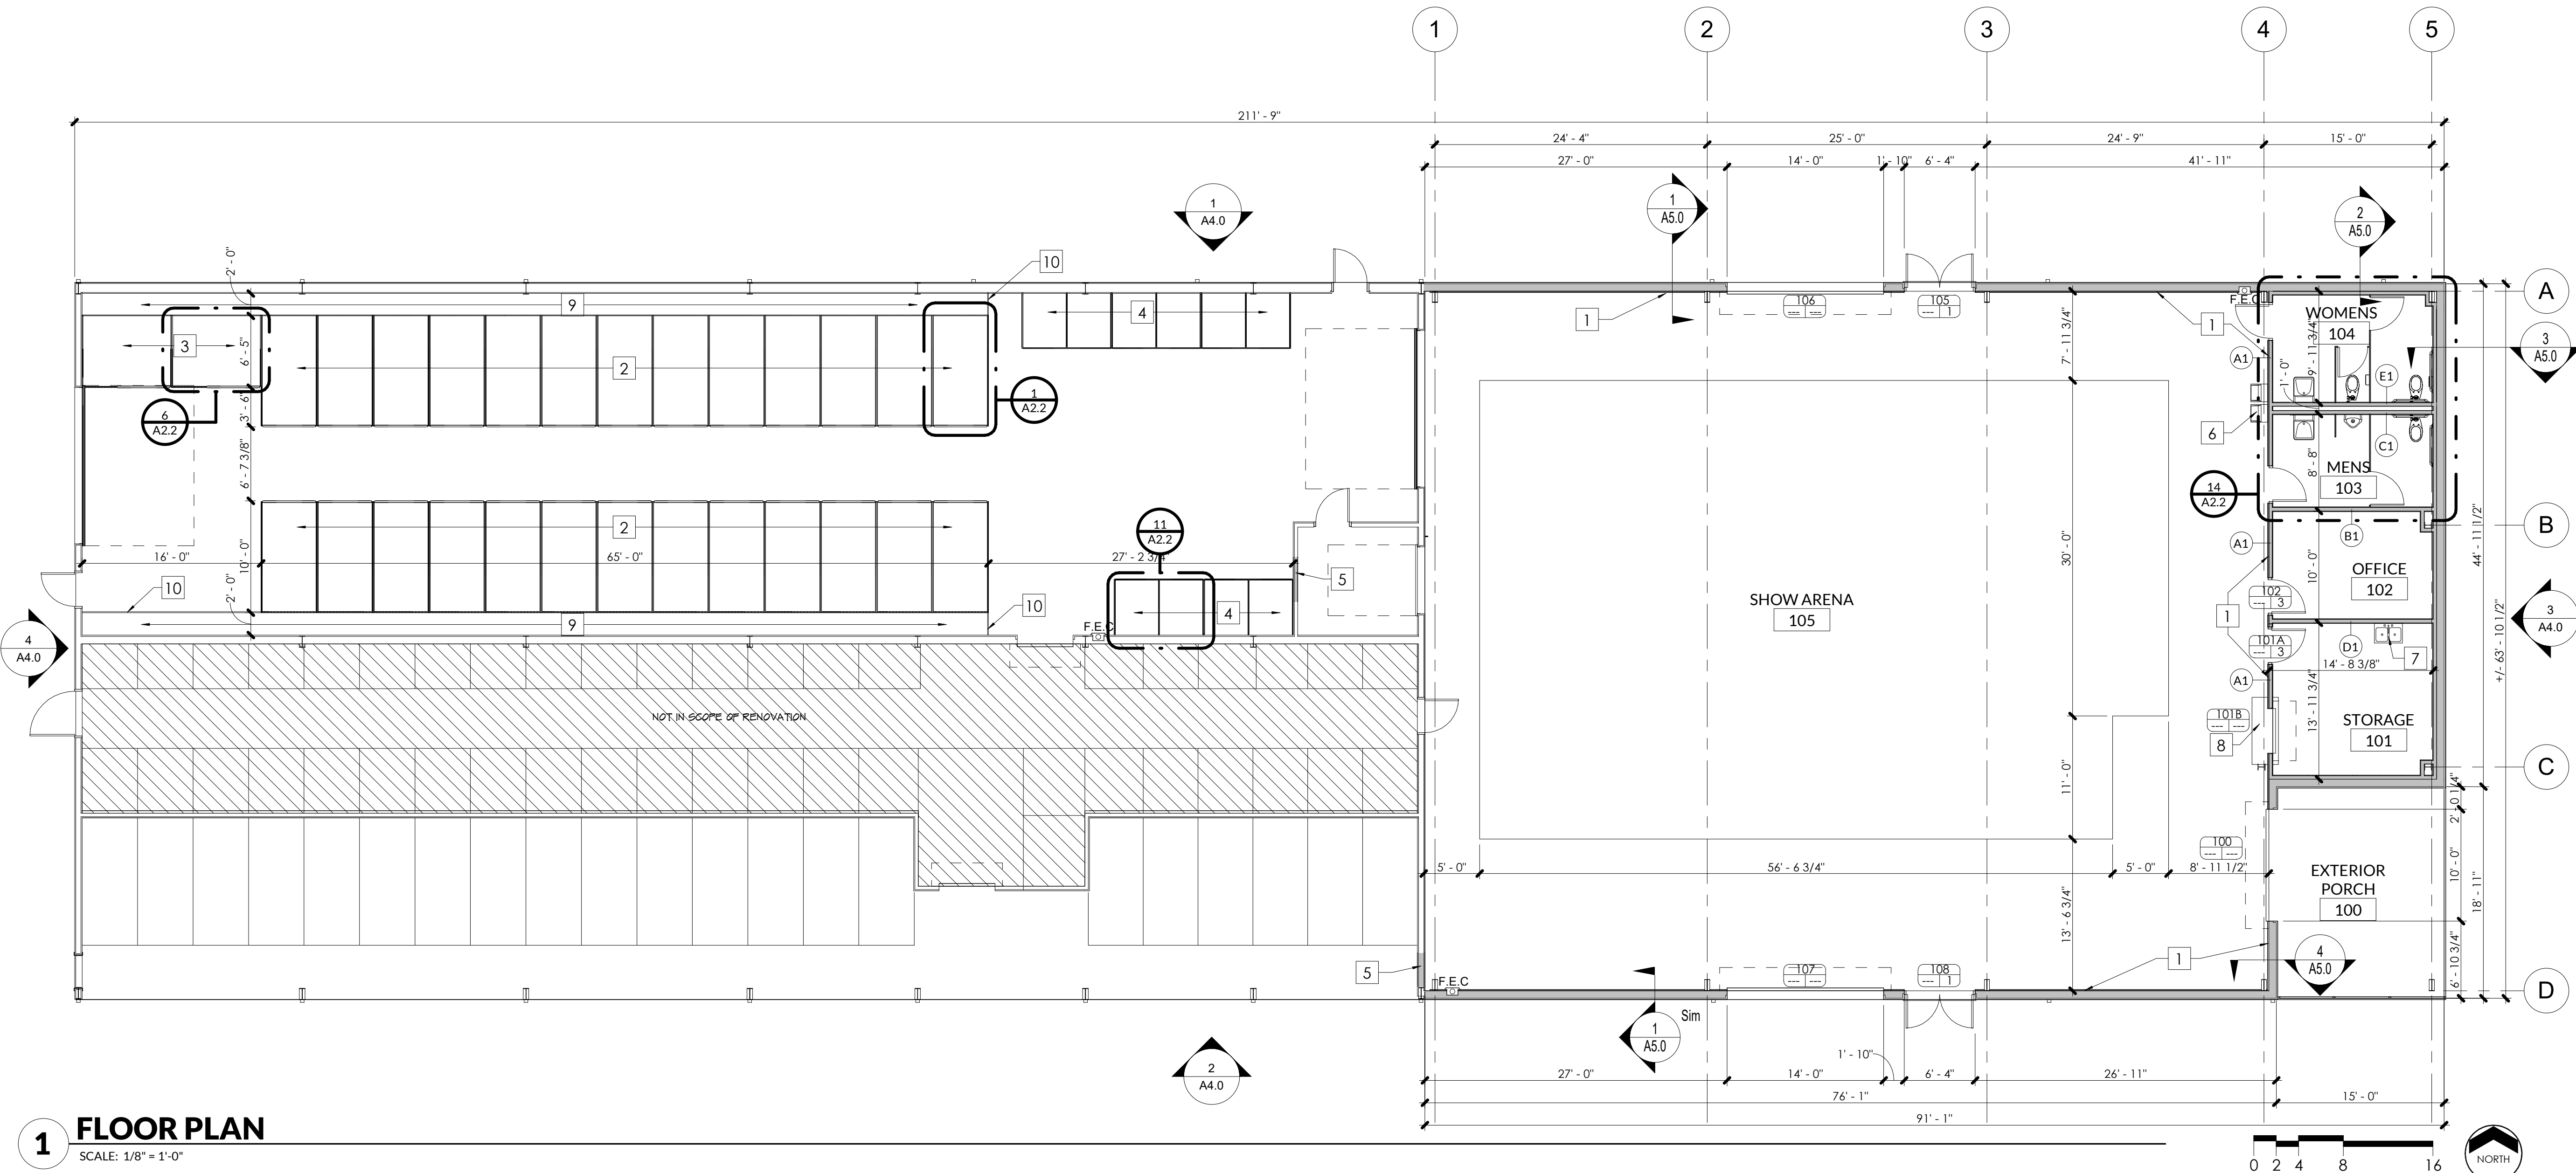 1
2
3
4
5
211' - 9"
24' - 4"
25' - 0"
24' - 9"
15' - 0"
27' - 0"
14' - 0"
1' - 10"
6' - 4"
41' - 11"
1
A4.0
1
A5.0
2
A5.0
2' - 0"
10
9
4
106
--- ---
105
--- 1
F.E.C
A
WOMENS
104
3
6' - 5"
2
1
1
7' - 11 3/4"
A1
9' - 11 3/4"
1' - 0"
E1
3
A5.0
6
A2.2
3' - 6"
1
A2.2
6
C1
6' - 7 3/8"
8' - 8"
MENS
103
14
A2.2
2
11
A2.2
B
44' - 11 1/2"
16' - 0"
10' - 0"
65' - 0"
27' - 2 3/4"
30' - 0"
A1
B1
10
2' - 0"
5
OFFICE
102
10' - 0"
SHOW ARENA
105
102
--- 3
10
9
F.E.C
4
1
4
A4.0
101A
--- 3
D1
7
3
A4.0
+/- 63' - 10 1/2"
14' - 8 3/8"
A1
13' - 11 3/4"
NOT IN SCOPE OF RENOVATION
101B
--- ---
8
STORAGE
101
C
11' - 0"
2' - 0 1/4"
100
--- ---
5' - 0"
56' - 6 3/4"
5' - 0"
8' - 11 1/2"
EXTERIOR
PORCH
100
10' - 0"
18' - 11"
13' - 6 3/4"
5
F.E.C
107
--- ---
108
--- 1
1
4
A5.0
6' - 10 3/4"
D
Sim
1
A5.0
2
A4.0
1' - 10"
27' - 0"
14' - 0"
6' - 4"
26' - 11"
76' - 1"
15' - 0"
91' - 1"
1
FLOOR PLAN
SCALE: 1/8" = 1'-0"
0 2 4 8 16
NORTH